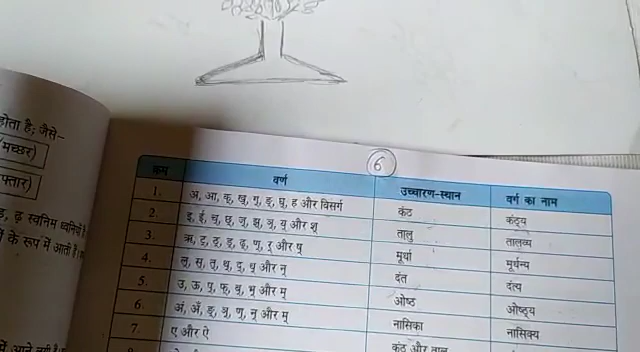 होता है; जैसे–
मच्छर)
6
क्रम वर्ण उच्चारण-स्थान वर्ग का नाम
1. अ, आ, क्, ख्, ग्, ङ्, घ्, ह और विसर्ग कंठ कंठ्य
2. इ, ई, च्, छ्, ज्, झ्, ञ्, य् और श् तालु तालव्य
3. ऋ, ट्, ठ्, ड्, ढ्, ण्, र् और ष् मूर्धा मूर्धन्य
4. ल्, स्, त्, थ्, द्, ध् और न् दंत दंत्य
5. उ, ऊ, प्, फ्, ब्, भ् और म् ओष्ठ ओष्ठ्य
6. अं, अँ, ङ्, ञ्, ण्, न् और म् नासिका नासिक्य
7. ए और ऐ कंठ और तालु
ढ़ स्वनिम ध्वनियाँ
के रूप में आती